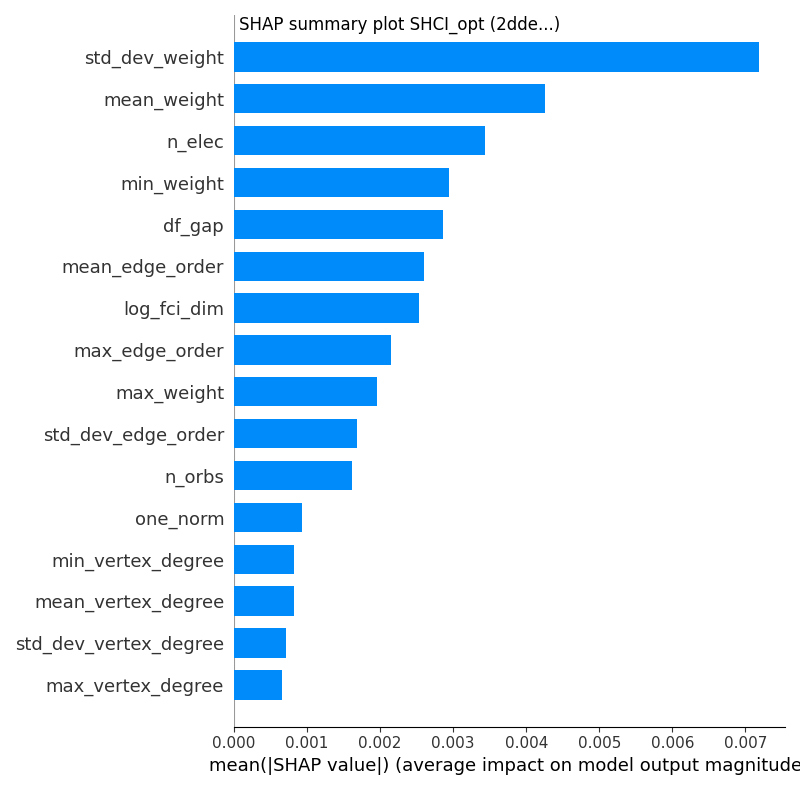 SHAP summary plot SHCI_opt (2dde...)
std_dev_weight
mean_weight
n_elec
min_weight
df_gap
mean_edge_order
log_fci_dim
max_edge_order
max_weight
std_dev_edge_order
n_orbs
one_norm
min_vertex_degree
mean_vertex_degree
std_dev_vertex_degree
max_vertex_degree
0.000 0.001 0.002 0.003 0.004 0.005 0.006 0.007
mean(|SHAP value|) (average impact on model output magnitude